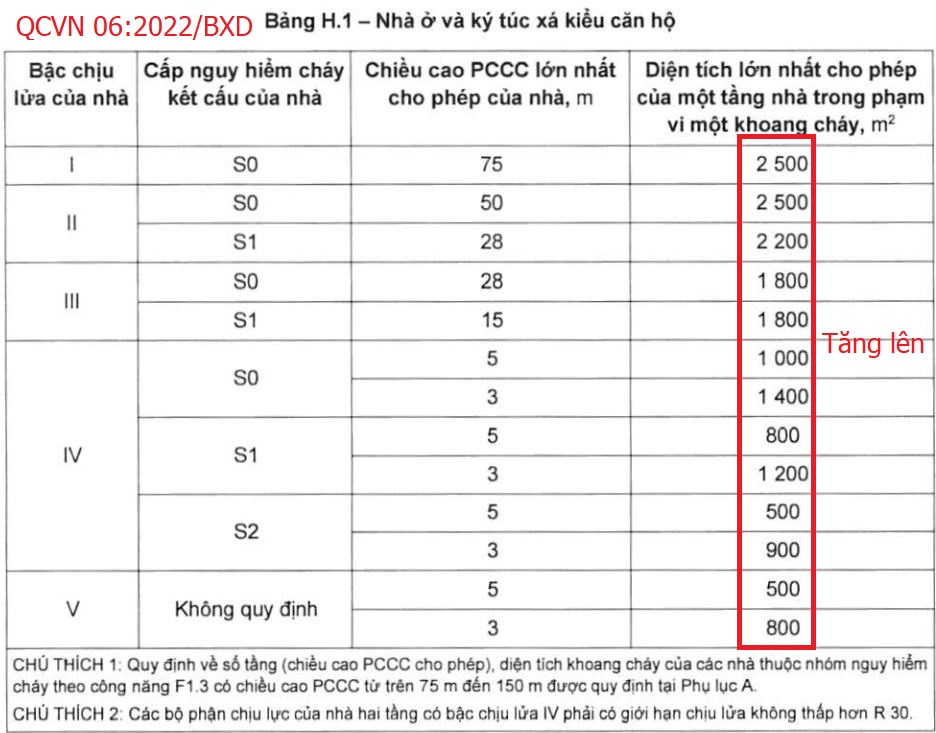 QCVN 06:2022/BXD Bảng H.1 – Nhà ở và ký túc xá kiểu căn hộ
Bậc chịu lửa của nhà
Cấp nguy hiểm cháy kết cấu của nhà
Chiều cao PCCC lớn nhất cho phép của nhà, m
Diện tích lớn nhất cho phép của một tầng nhà trong phạm vi một khoang cháy, m²
I S0 75 2 500
II S0 50 2 500
S1 28 2 200
III S0 28 1 800
S1 15 1 800
Tăng lên
IV S0 5 1 000
3 1 400
S1 5 800
3 1 200
S2 5 500
3 900
V Không quy định 5 500
3 800
CHÚ THÍCH 1: Quy định về số tầng (chiều cao PCCC cho phép), diện tích khoang cháy của các nhà thuộc nhóm nguy hiểm
cháy theo công năng F1.3 có chiều cao PCCC từ trên 75 m đến 150 m được quy định tại Phụ lục A.
CHÚ THÍCH 2: Các bộ phận chịu lực của nhà hai tầng có bậc chịu lửa IV phải có giới hạn chịu lửa không thấp hơn R 30.